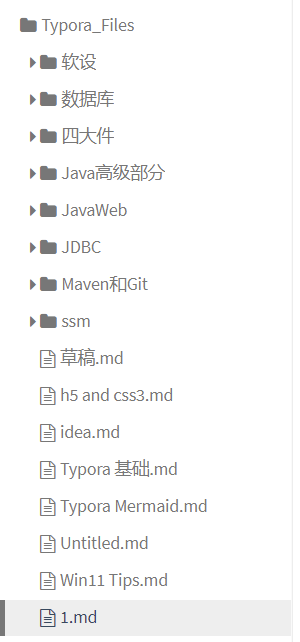 Typora_Files
软设
数据库
四大件
Java高级部分
JavaWeb
JDBC
Maven和Git
ssm
草稿.md
h5 and css3.md
idea.md
Typora 基础.md
Typora Mermaid.md
Untitled.md
Win11 Tips.md
1.md